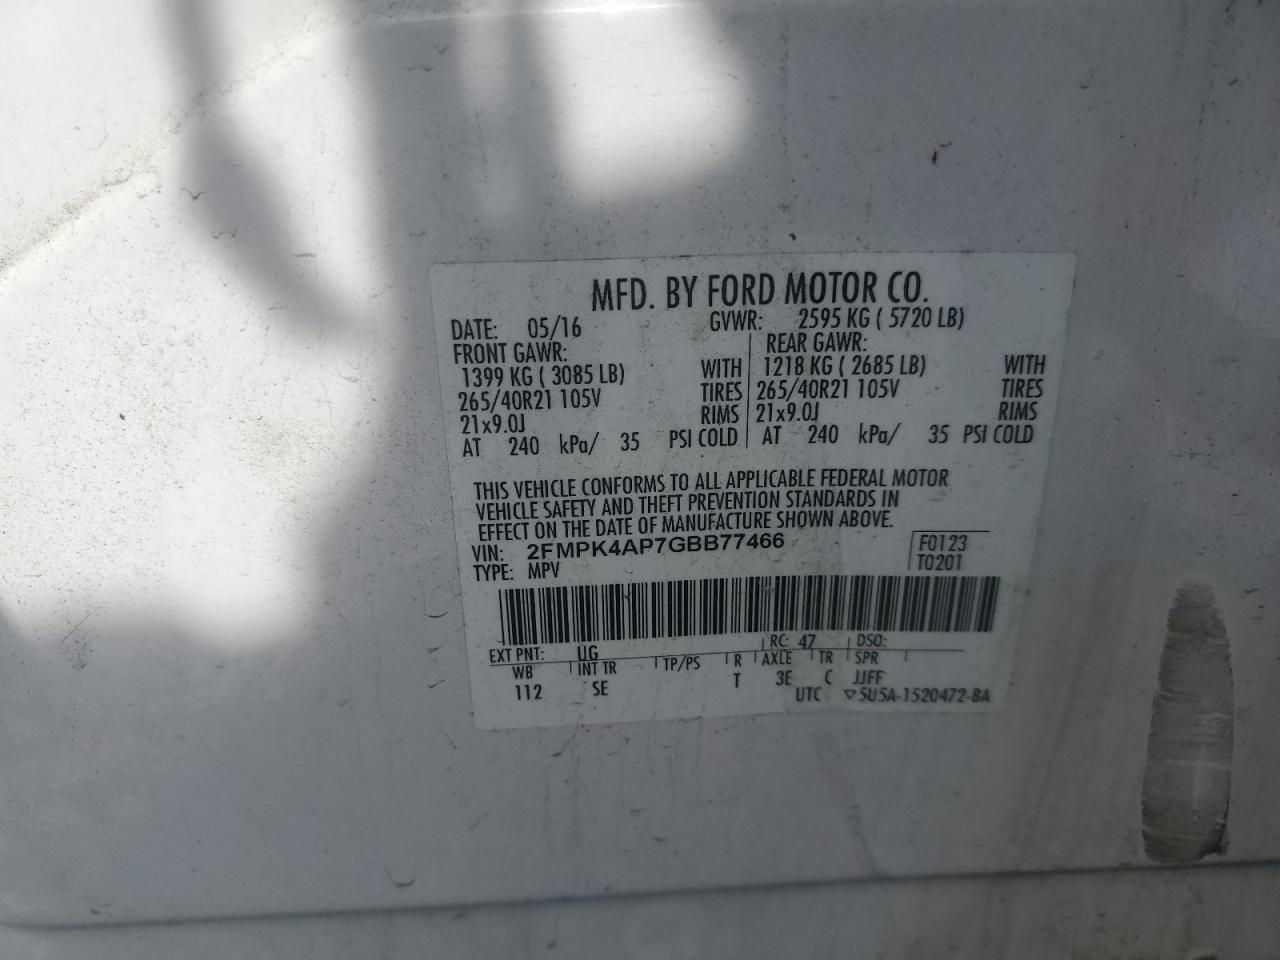 MFD. BY FORD MOTOR CO.
DATE: 05/16 GVWR: 2595 KG ( 5720 LB)
FRONT GAWR: REAR GAWR:
1399 KG ( 3085 LB) WITH 1218 KG ( 2685 LB) WITH
265/40R21 105V TIRES 265/40R21 105V TIRES
21x9.0J RIMS 21x9.0J RIMS
AT 240 kPa/ 35 PSI COLD AT 240 kPa/ 35 PSI COLD
THIS VEHICLE CONFORMS TO ALL APPLICABLE FEDERAL MOTOR
VEHICLE SAFETY AND THEFT PREVENTION STANDARDS IN
EFFECT ON THE DATE OF MANUFACTURE SHOWN ABOVE.
VIN: 2FMPK4AP7GBB77466 F0123
TYPE: MPV T0201
EXT PNT: UG RC: 47 DSO:
WB INT TR TP/PS R AXLE TR SPR
112 SE T 3E C JJFF
UTC ▽5U5A-1520472-BA